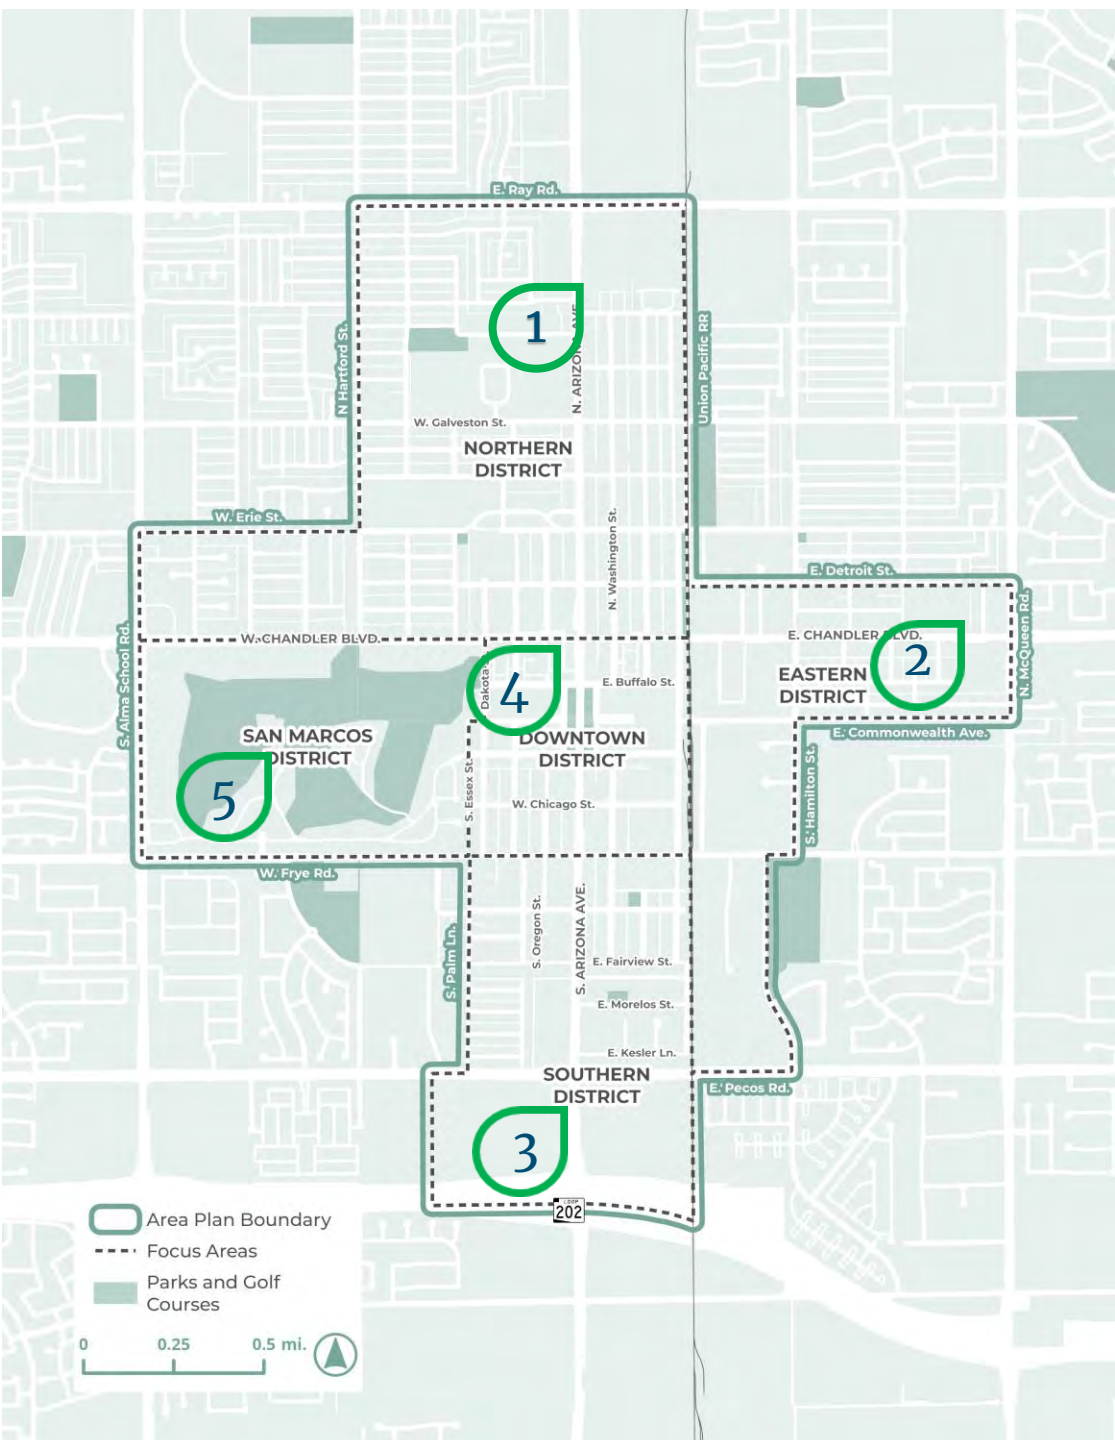 E. Ray Rd.
1
N. ARIZONA AVE.
N Hartford St.
Union Pacific RR
W. Galveston St.
NORTHERN
DISTRICT
W. Erie St.
N. Washington St.
E. Detroit St.
W. CHANDLER BLVD.
E. CHANDLER BLVD.
N. McQueen Rd.
S. Alma School Rd.
2
Dakota
4
E. Buffalo St.
EASTERN
DISTRICT
SAN MARCOS
DISTRICT
DOWNTOWN
DISTRICT
E. Commonwealth Ave.
5
S. Essex St.
W. Chicago St.
S. Hamilton St.
W. Frye Rd.
S. Palm Ln.
S. Oregon St.
S. ARIZONA AVE.
E. Fairview St.
E. Morelos St.
E. Kesler Ln.
SOUTHERN
DISTRICT
E. Pecos Rd.
3
LOOP
202
Area Plan Boundary
Focus Areas
Parks and Golf
Courses
0 0.25 0.5 mi.